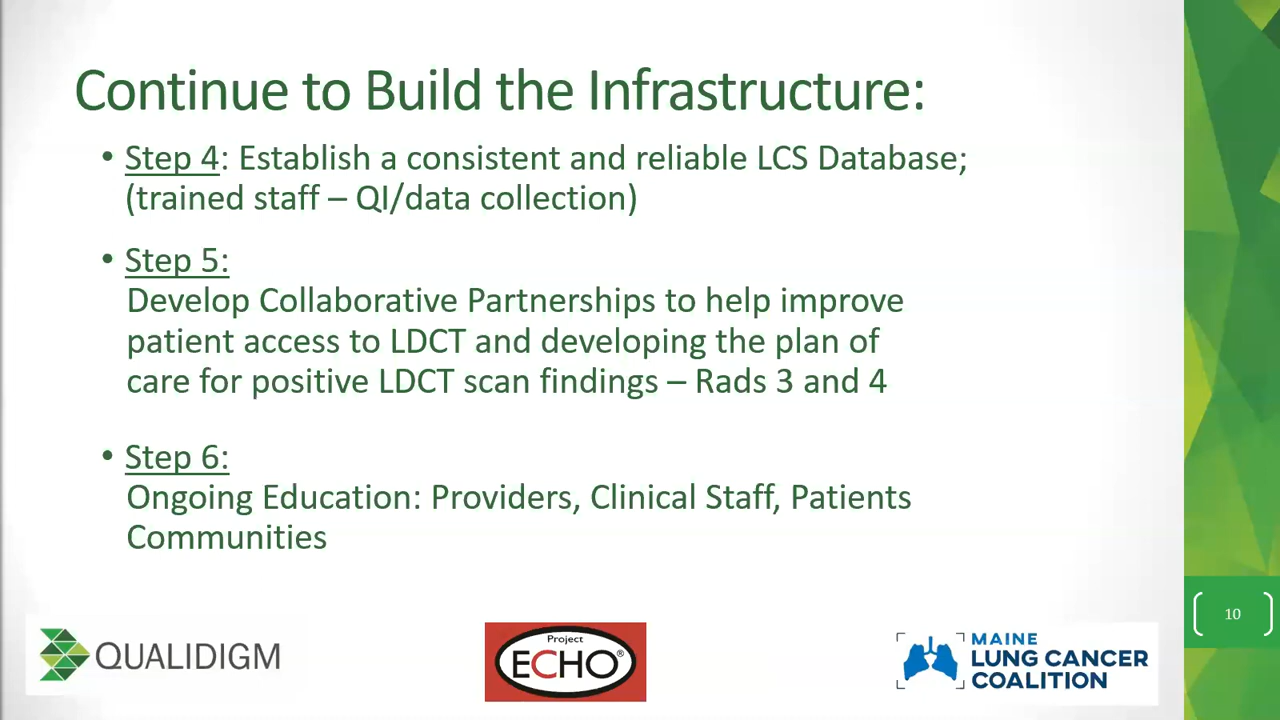 Continue to Build the Infrastructure:
• Step 4: Establish a consistent and reliable LCS Database;
(trained staff – QI/data collection)
• Step 5:
Develop Collaborative Partnerships to help improve
patient access to LDCT and developing the plan of
care for positive LDCT scan findings – Rads 3 and 4
• Step 6:
Ongoing Education: Providers, Clinical Staff, Patients
Communities
10
QUALIDIGM
Project
ECHO®
MAINE
LUNG CANCER
COALITION